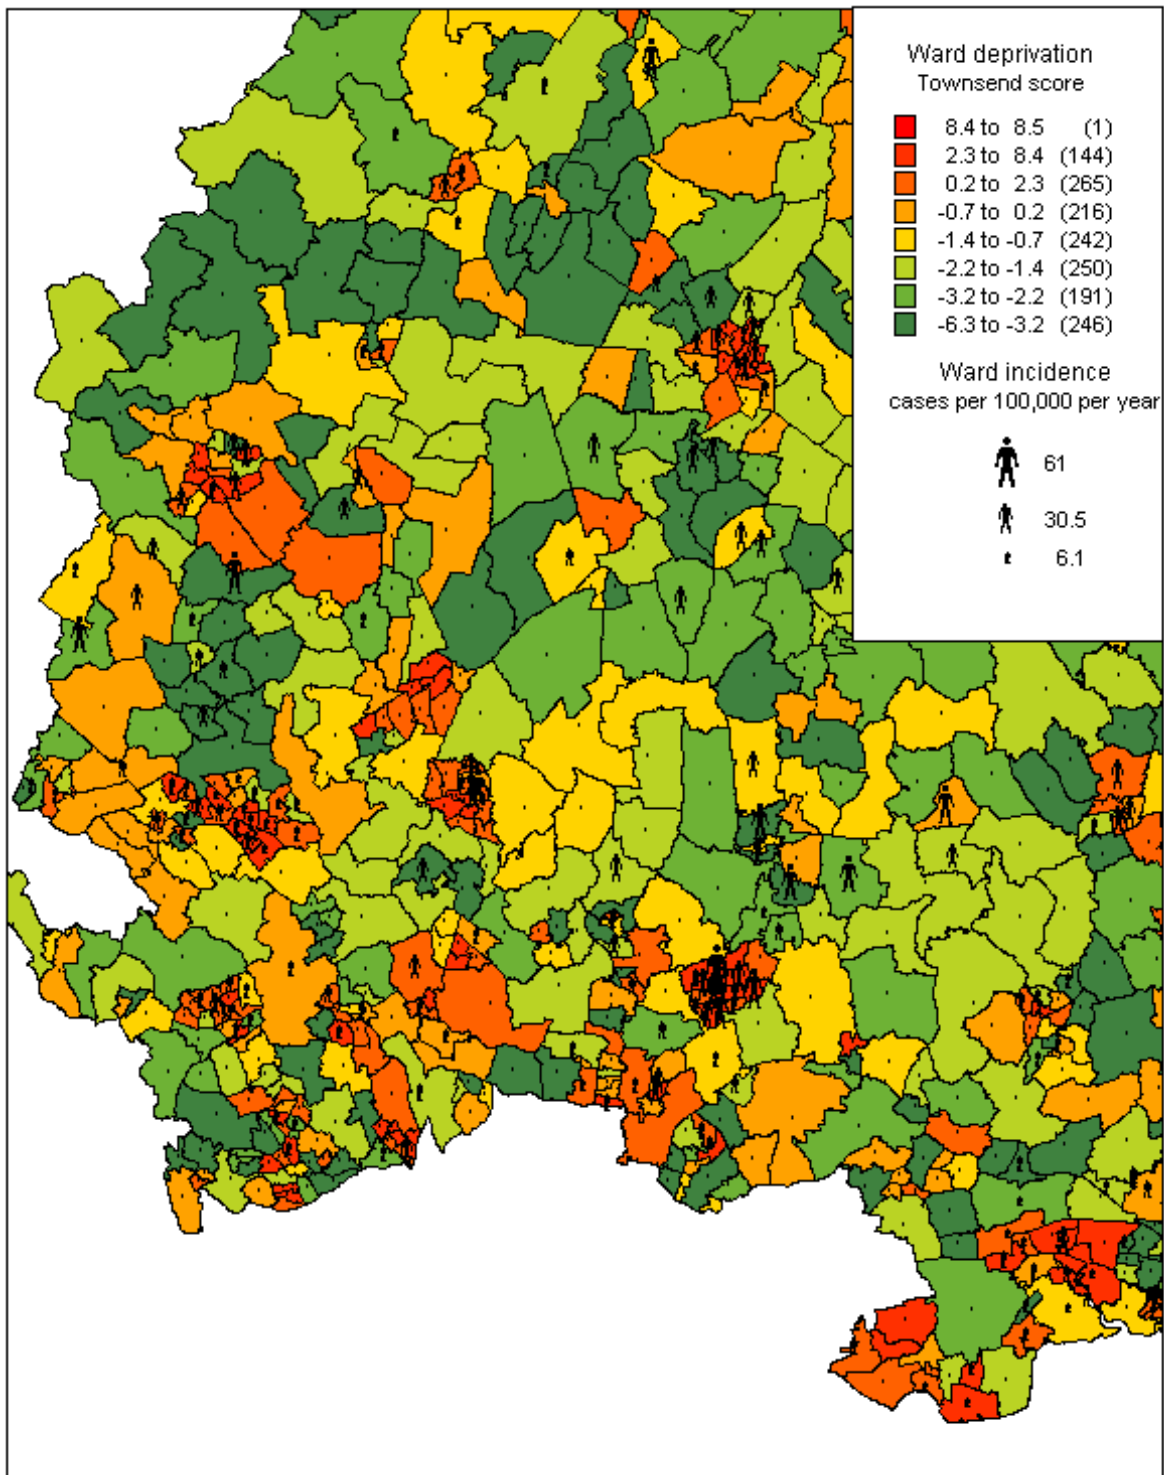 Ward deprivation
Townsend score
8.4 to 8.5 (1)
2.3 to 8.4 (144)
0.2 to 2.3 (265)
-0.7 to 0.2 (216)
-1.4 to -0.7 (242)
-2.2 to -1.4 (250)
-3.2 to -2.2 (191)
-6.3 to -3.2 (246)
Ward incidence
cases per 100,000 per year
61
30.5
6.1